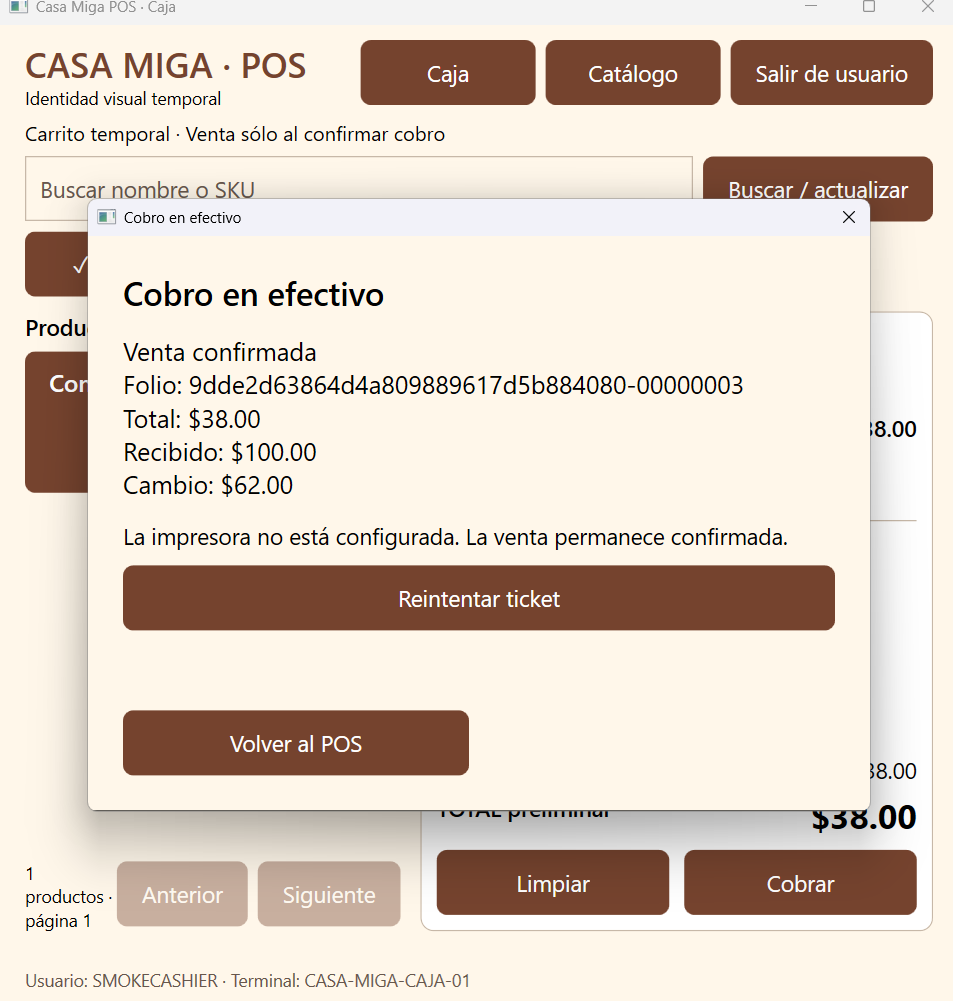 Casa Miga POS · Caja
CASA MIGA · POS
Identidad visual temporal
Caja
Catálogo
Salir de usuario
Carrito temporal · Venta sólo al confirmar cobro
Buscar nombre o SKU
Buscar / actualizar
Cobro en efectivo
✓
Cobro en efectivo
Venta confirmada
Folio: 9dde2d63864d4a809889617d5b884080-00000003
Total: $38.00
Recibido: $100.00
Cambio: $62.00
La impresora no está configurada. La venta permanece confirmada.
Reintentar ticket
Volver al POS
TOTAL preliminar
$38.00
Limpiar
Cobrar
1
productos ·
página 1
Anterior
Siguiente
Usuario: SMOKECASHIER · Terminal: CASA-MIGA-CAJA-01